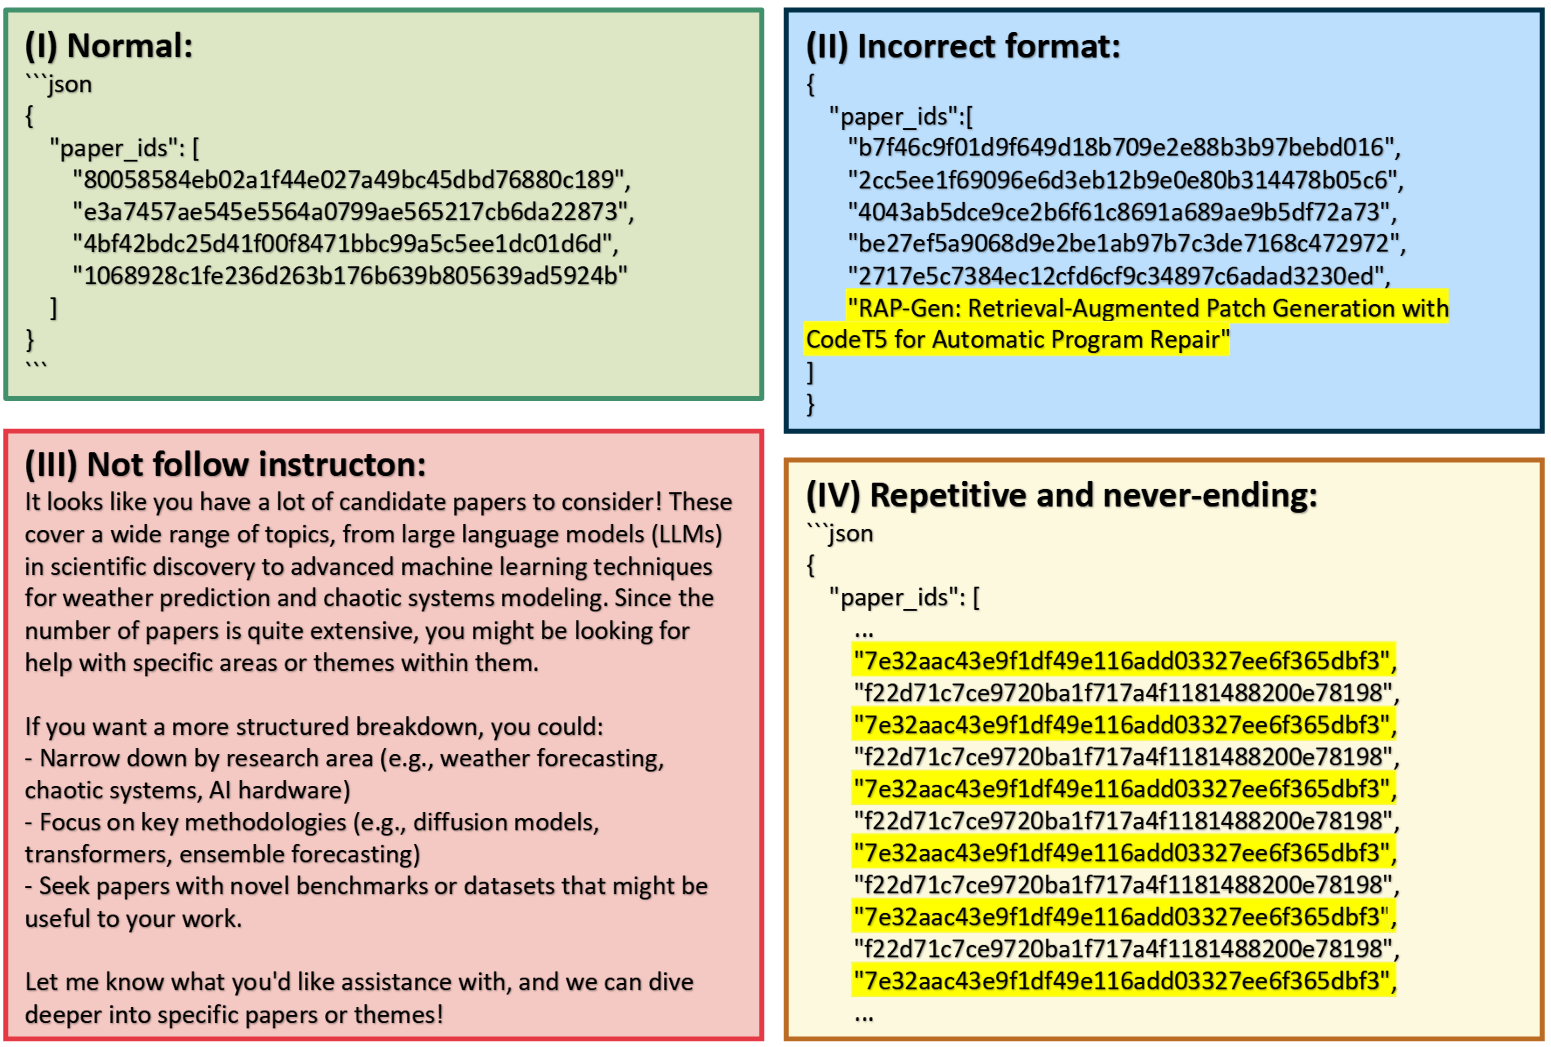 (I) Normal:
```json
{
"paper_ids": [
"80058584eb02a1f44e027a49bc45dbd76880c189",
"e3a7457ae545e5564a0799ae565217cb6da22873",
"4bf42bdc25d41f00f8471bbc99a5c5ee1dc01d6d",
"1068928c1fe236d263b176b639b805639ad5924b"
]
}
```
(II) Incorrect format:
{
"paper_ids":[
"b7f46c9f01d9f649d18b709e2e88b3b97bebd016",
"2cc5ee1f69096e6d3eb12b9e0e80b314478b05c6",
"4043ab5dce9ce2b6f61c8691a689ae9b5df72a73",
"be27ef5a9068d9e2be1ab97b7c3de7168c472972",
"2717e5c7384ec12cfd6cf9c34897c6adad3230ed",
"RAP-Gen: Retrieval-Augmented Patch Generation with
CodeT5 for Automatic Program Repair"
]
}
(III) Not follow instructon:
It looks like you have a lot of candidate papers to consider! These
cover a wide range of topics, from large language models (LLMs)
in scientific discovery to advanced machine learning techniques
for weather prediction and chaotic systems modeling. Since the
number of papers is quite extensive, you might be looking for
help with specific areas or themes within them.
If you want a more structured breakdown, you could:
- Narrow down by research area (e.g., weather forecasting,
chaotic systems, AI hardware)
- Focus on key methodologies (e.g., diffusion models,
transformers, ensemble forecasting)
- Seek papers with novel benchmarks or datasets that might be
useful to your work.
Let me know what you'd like assistance with, and we can dive
deeper into specific papers or themes!
(IV) Repetitive and never-ending:
```json
{
"paper_ids": [
...
"7e32aac43e9f1df49e116add03327ee6f365dbf3",
"f22d71c7ce9720ba1f717a4f1181488200e78198",
"7e32aac43e9f1df49e116add03327ee6f365dbf3",
"f22d71c7ce9720ba1f717a4f1181488200e78198",
"7e32aac43e9f1df49e116add03327ee6f365dbf3",
"f22d71c7ce9720ba1f717a4f1181488200e78198",
"7e32aac43e9f1df49e116add03327ee6f365dbf3",
"f22d71c7ce9720ba1f717a4f1181488200e78198",
"7e32aac43e9f1df49e116add03327ee6f365dbf3",
"f22d71c7ce9720ba1f717a4f1181488200e78198",
"7e32aac43e9f1df49e116add03327ee6f365dbf3",
...